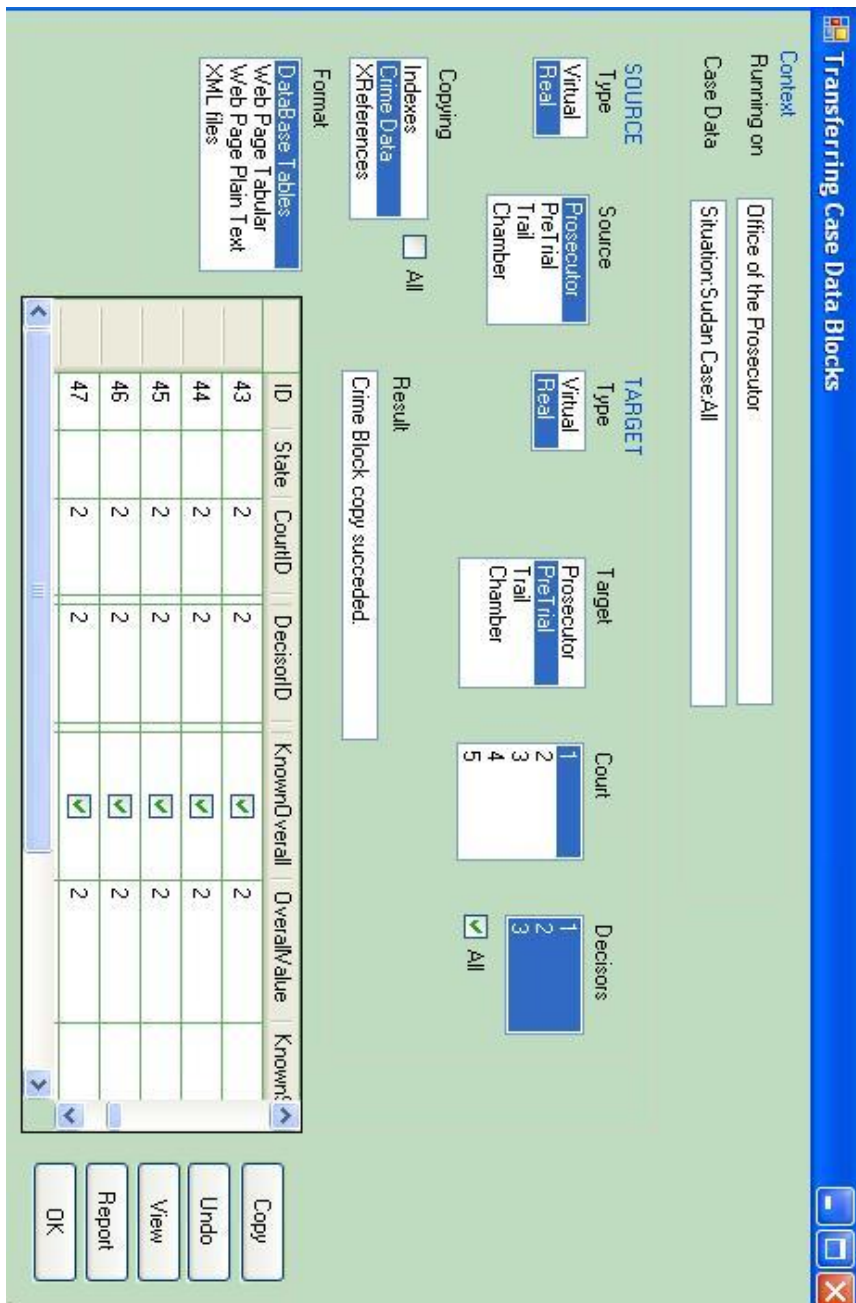 Transferring Case Data Blocks
Context
Running on
Office of the Prosecutor
Case Data
Situation:Sudan Case:All
SOURCE
Type
Virtual
Real
Source
Prosecutor
PreTrial
Trail
Chamber
TARGET
Type
Virtual
Real
Target
Prosecutor
PreTrial
Trail
Chamber
Court
1
2
3
4
5
Decisors
1
2
3
All
Copying
Indexes
Crime Data
XReferences
All
Result
Crime Block copy succeded.
Format
DataBase Tables
Web Page Tabular
Web Page Plain Text
XML files
ID State CourtID DecisorID KnownOverall OverallValue Known
43 2 2 2
44 2 2 2
45 2 2 2
46 2 2 2
47 2 2 2
Copy
Undo
View
Report
OK